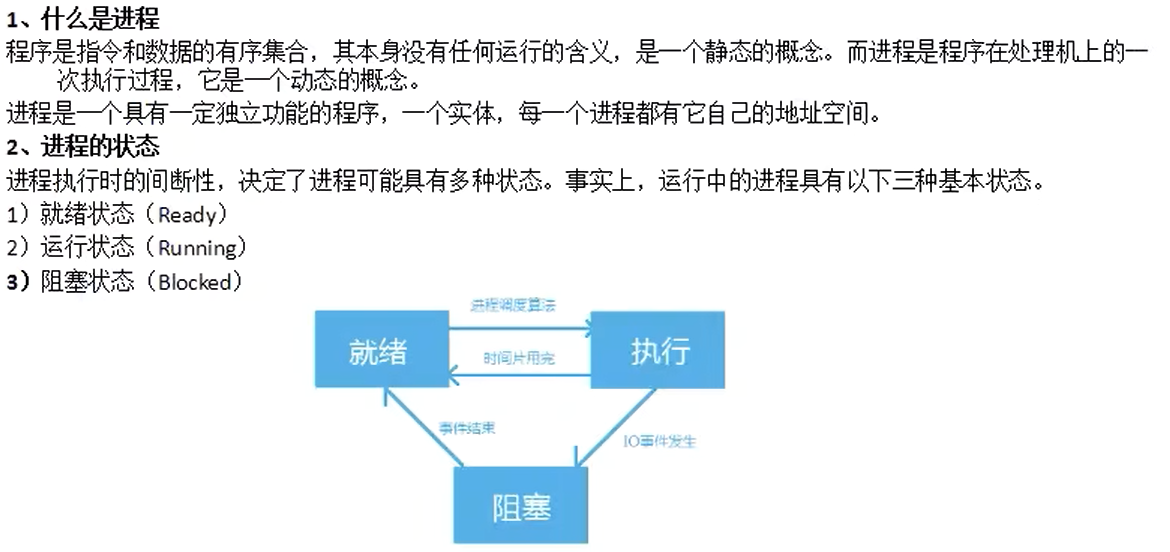 1、什么是进程
程序是指令和数据的有序集合，其本身没有任何运行的含义，是一个静态的概念。而进程是程序在处理机上的一
次执行过程，它是一个动态的概念。
进程是一个具有一定独立功能的程序，一个实体，每一个进程都有它自己的地址空间。
2、进程的状态
进程执行时的间断性，决定了进程可能具有多种状态。事实上，运行中的进程具有以下三种基本状态。
1）就绪状态（Ready）
2）运行状态（Running）
3）阻塞状态（Blocked）
进程调度算法
就绪
执行
时间片用完
事件结果
IO事件发生
阻塞